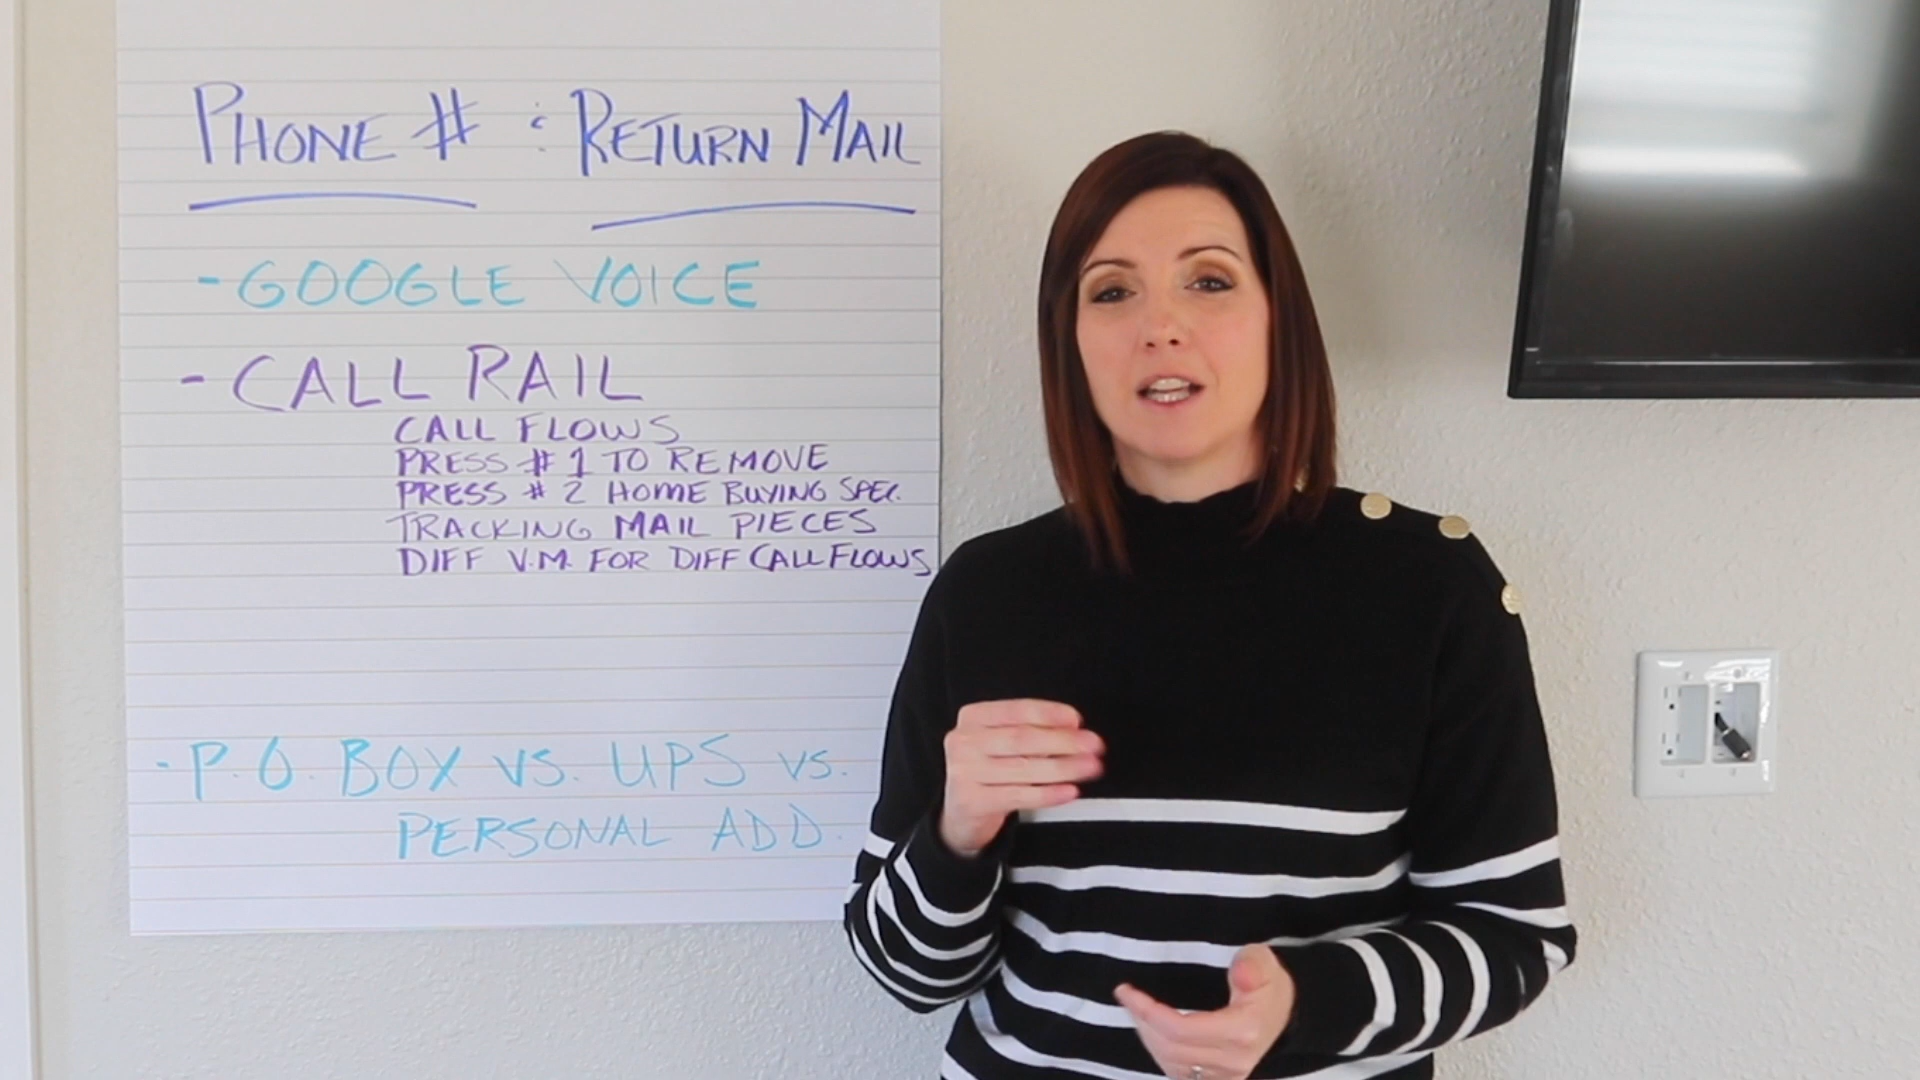 PHONE # : RETURN MAIL
- GOOGLE VOICE
- CALL RAIL
CALL FLOWS
PRESS # 1 TO REMOVE
PRESS # 2 HOME BUYING SPEC.
TRACKING MAIL PIECES
DIFF V.M. FOR DIFF CALL FLOWS
- P.O. BOX VS. UPS VS.
PERSONAL ADD.